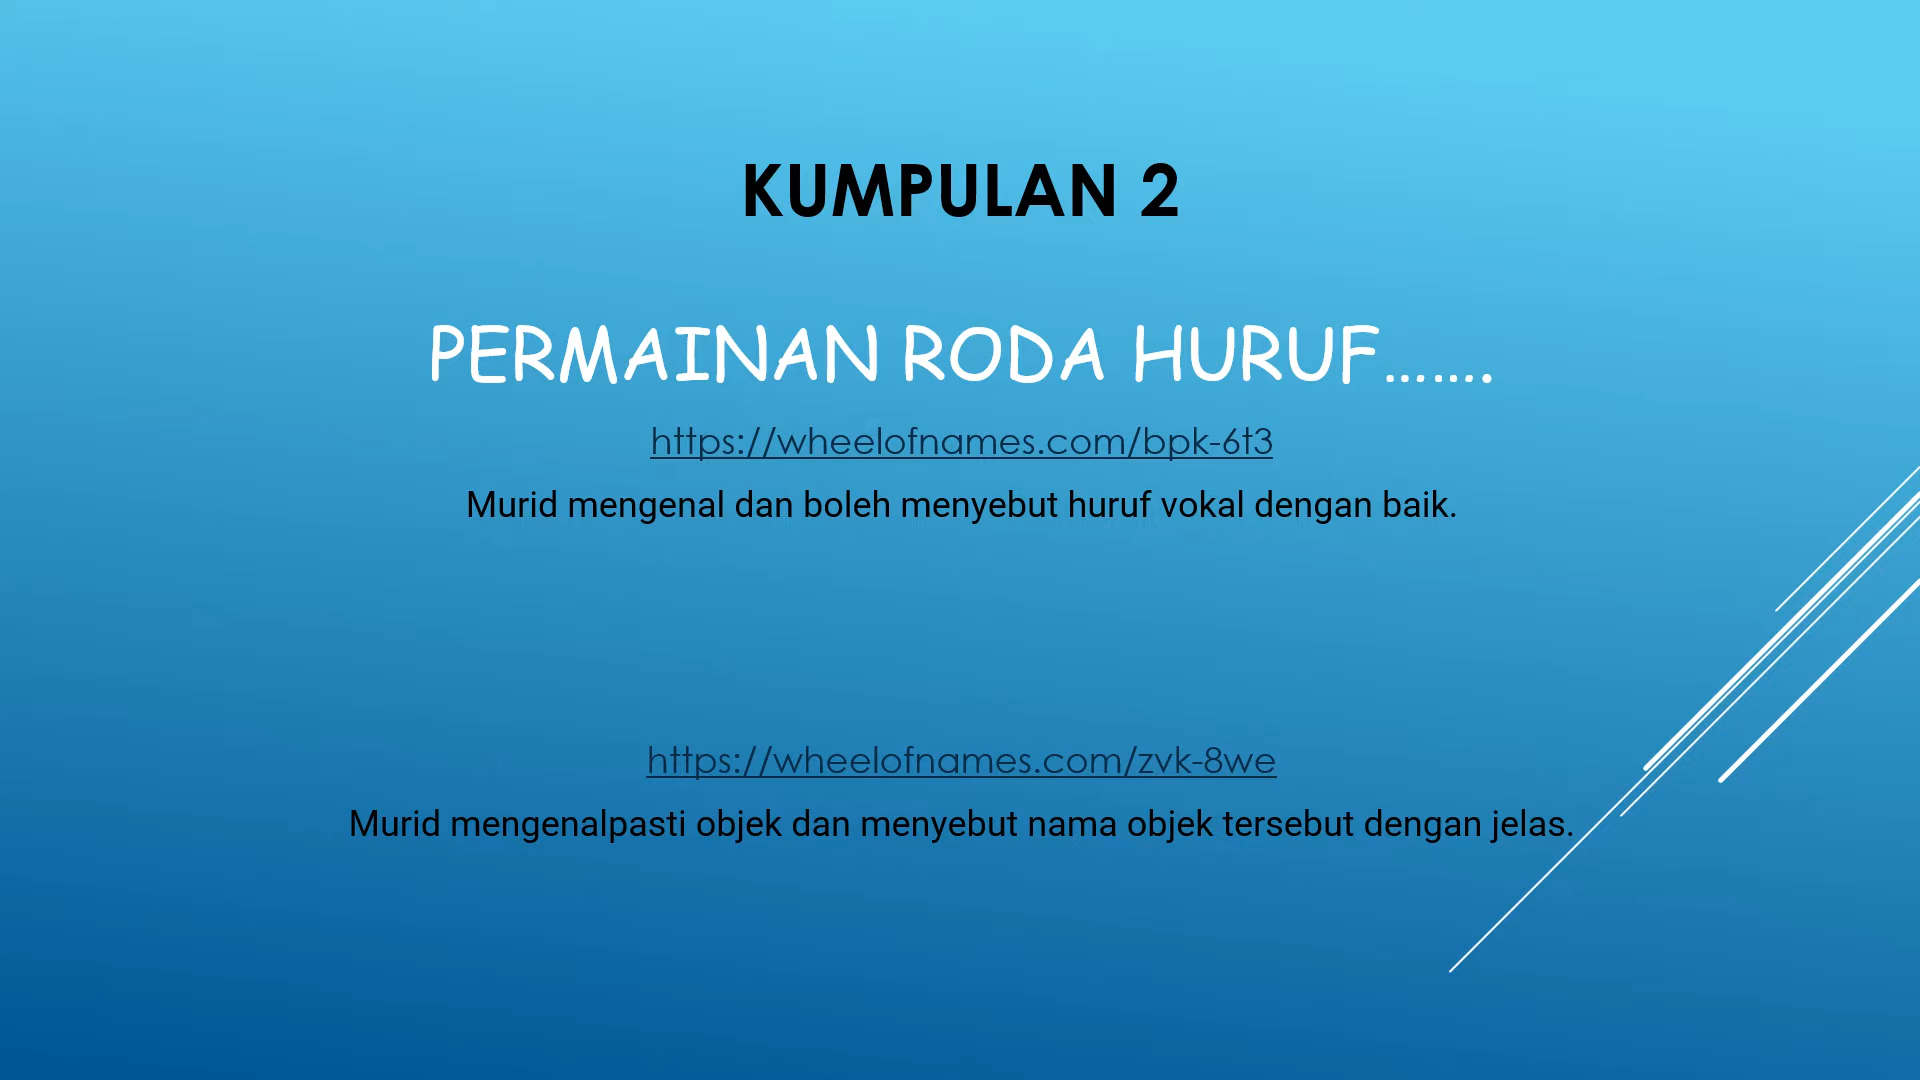 KUMPULAN 2
PERMAINAN RODA HURUF.......
https://wheelofnames.com/bpk-6t3
Murid mengenal dan boleh menyebut huruf vokal dengan baik.
https://wheelofnames.com/zvk-8we
Murid mengenalpasti objek dan menyebut nama objek tersebut dengan jelas.